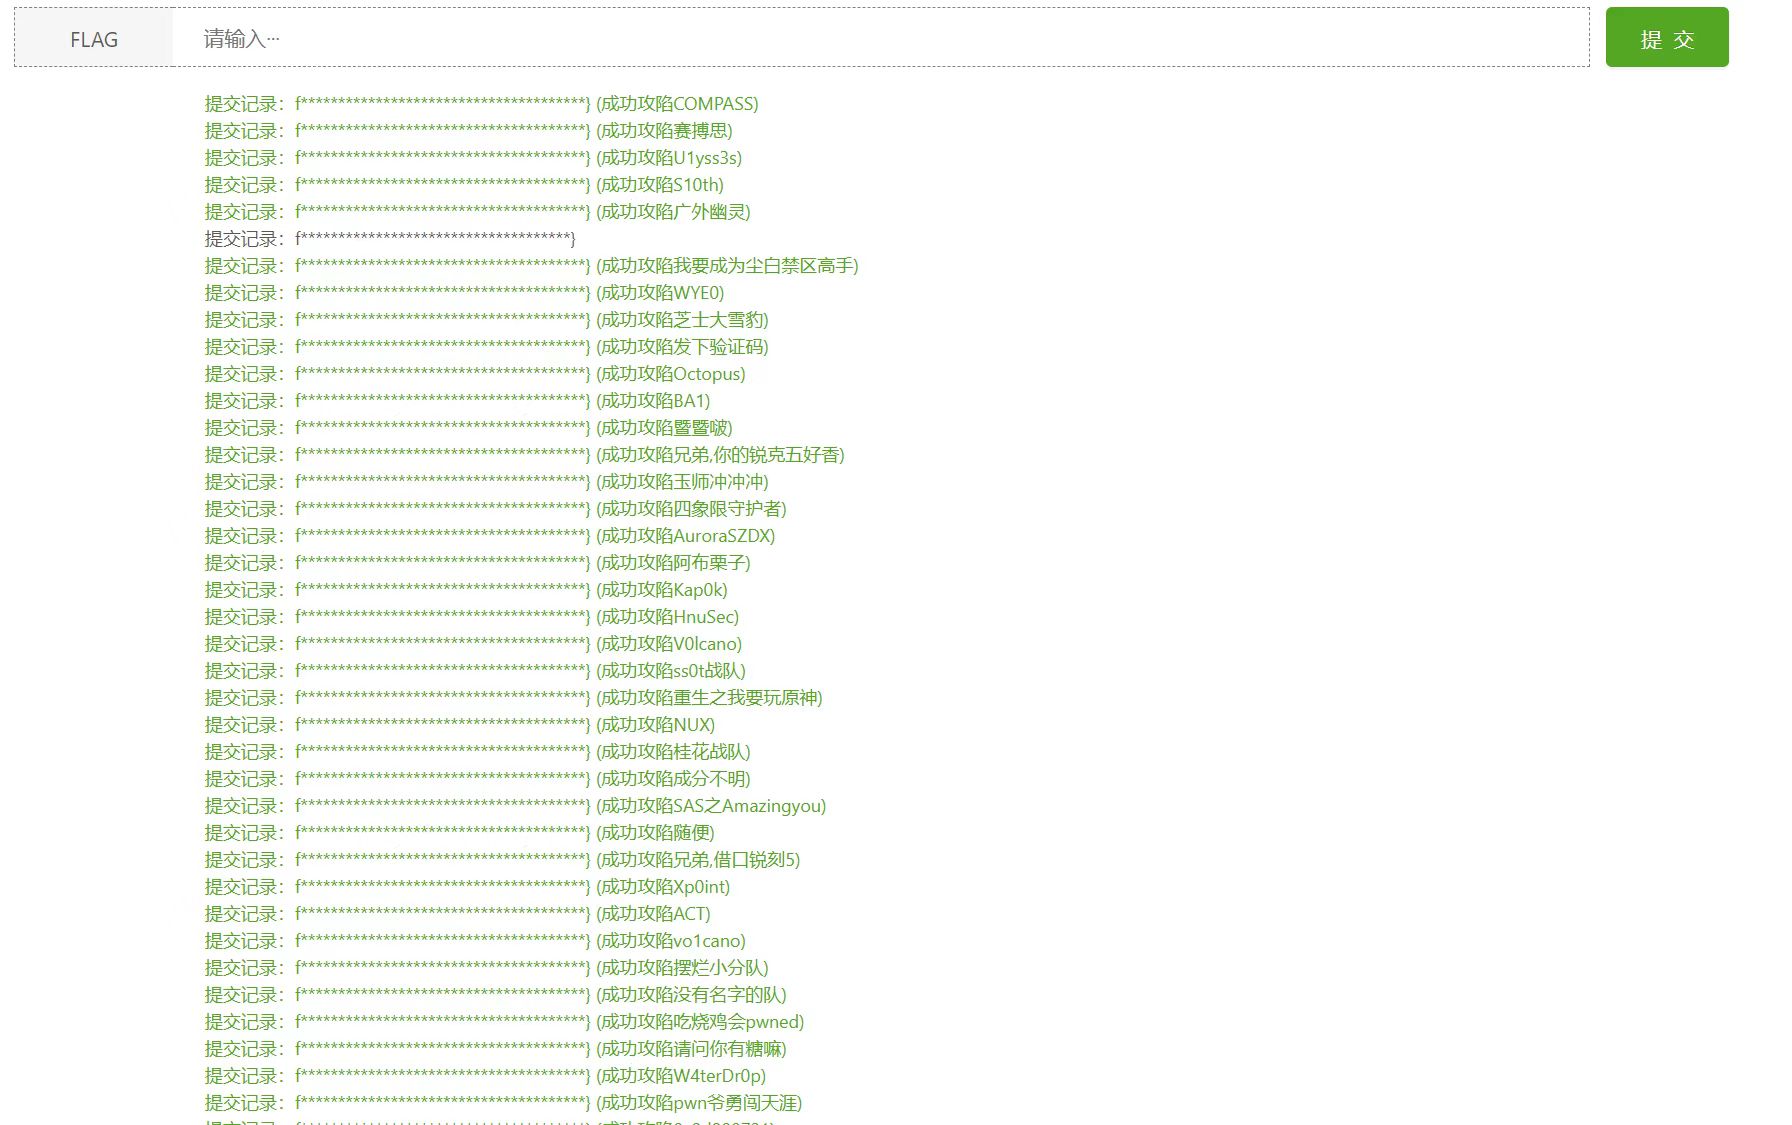 FLAG 请输入... 提 交
提交记录：f**************************************} (成功攻陷COMPASS)
提交记录：f**************************************} (成功攻陷赛搏思)
提交记录：f**************************************} (成功攻陷U1yss3s)
提交记录：f**************************************} (成功攻陷S10th)
提交记录：f**************************************} (成功攻陷广外幽灵)
提交记录：f************************************}
提交记录：f**************************************} (成功攻陷我要成为尘白禁区高手)
提交记录：f**************************************} (成功攻陷WYE0)
提交记录：f**************************************} (成功攻陷芝士大雪豹)
提交记录：f**************************************} (成功攻陷发下验证码)
提交记录：f**************************************} (成功攻陷Octopus)
提交记录：f**************************************} (成功攻陷BA1)
提交记录：f**************************************} (成功攻陷暨暨啵)
提交记录：f**************************************} (成功攻陷兄弟,你的锐克五好香)
提交记录：f**************************************} (成功攻陷玉师冲冲冲)
提交记录：f**************************************} (成功攻陷四象限守护者)
提交记录：f**************************************} (成功攻陷AuroraSZDX)
提交记录：f**************************************} (成功攻陷阿布栗子)
提交记录：f**************************************} (成功攻陷Kap0k)
提交记录：f**************************************} (成功攻陷HnuSec)
提交记录：f**************************************} (成功攻陷V0lcano)
提交记录：f**************************************} (成功攻陷ss0t战队)
提交记录：f**************************************} (成功攻陷重生之我要玩原神)
提交记录：f**************************************} (成功攻陷NUX)
提交记录：f**************************************} (成功攻陷桂花战队)
提交记录：f**************************************} (成功攻陷成分不明)
提交记录：f**************************************} (成功攻陷SAS之Amazingyou)
提交记录：f**************************************} (成功攻陷随便)
提交记录：f**************************************} (成功攻陷兄弟,借口锐刻5)
提交记录：f**************************************} (成功攻陷Xp0int)
提交记录：f**************************************} (成功攻陷ACT)
提交记录：f**************************************} (成功攻陷vo1cano)
提交记录：f**************************************} (成功攻陷摆烂小分队)
提交记录：f**************************************} (成功攻陷没有名字的队)
提交记录：f**************************************} (成功攻陷吃烧鸡会pwned)
提交记录：f**************************************} (成功攻陷请问你有糖嘛)
提交记录：f**************************************} (成功攻陷W4terDr0p)
提交记录：f**************************************} (成功攻陷pwn爷勇闯天涯)